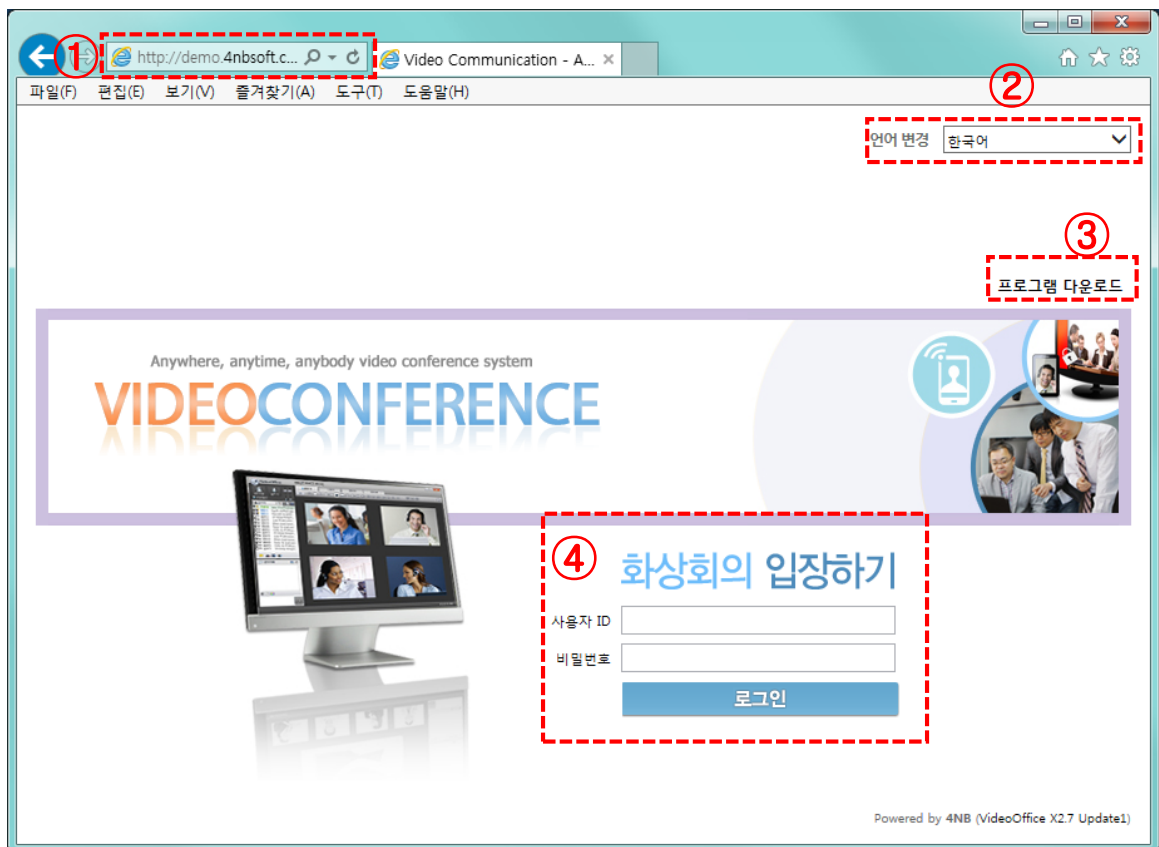 ①
http://demo.4nbsoft.c...
Video Communication - A...
파일(F) 편집(E) 보기(V) 즐겨찾기(A) 도구(T) 도움말(H)
②
언어 변경 한국어
③
프로그램 다운로드
Anywhere, anytime, anybody video conference system
VIDEOCONFERENCE
④ 화상회의 입장하기
사용자 ID
비밀번호
로그인
Powered by 4NB (VideoOffice X2.7 Update1)